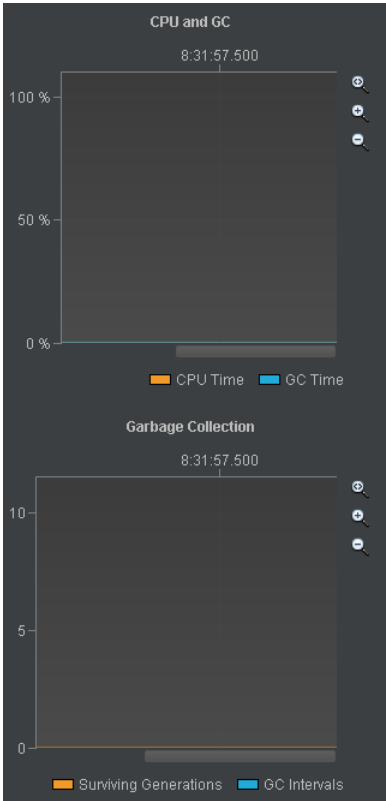 CPU and GC
8:31:57.500
100 %
50 %
0 %
CPU Time GC Time
Garbage Collection
8:31:57.500
10
5
0
Surviving Generations GC Intervals